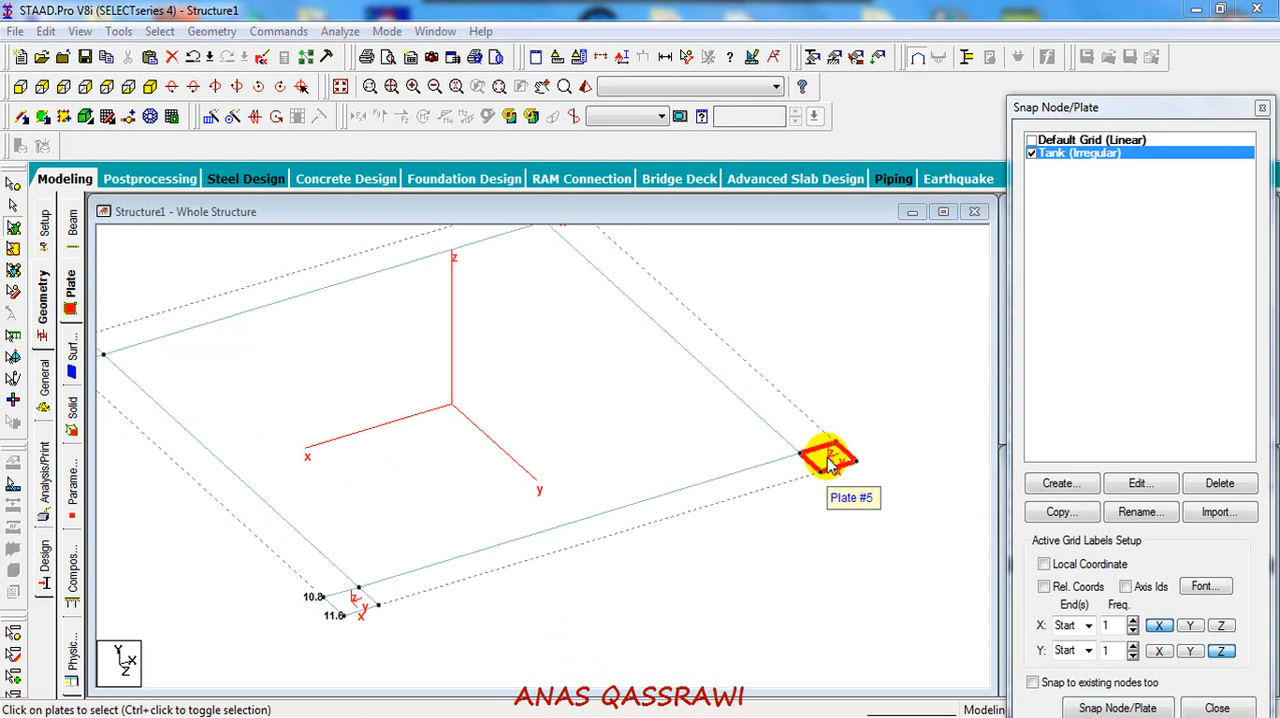 STAAD.Pro V8i (SELECTseries 4) - Structure1
File Edit View Tools Select Geometry Commands Analyze Mode Window Help
Modeling Postprocessing Steel Design Concrete Design Foundation Design RAM Connection Bridge Deck Advanced Slab Design Piping Earthquake
Setup
Geometry
General
Analysis/Print
Design
Beam
Plate
Surf...
Solid
Parame...
Compos...
Physic...
Structure1 - Whole Structure
z
x
y
Plate #5
10.8
11.6
z
y
x
Y
X
Z
ANAS QASSRAWI
Snap Node/Plate
Default Grid (Linear)
Tank (Irregular)
Create... Edit... Delete
Copy... Rename... Import...
Active Grid Labels Setup
Local Coordinate
Rel. Coords Axis Ids Font...
End(s) Freq.
X: Start 1 X Y Z
Y: Start 1 X Y Z
Snap to existing nodes too
Snap Node/Plate Close
Click on plates to select (Ctrl+click to toggle selection)
Modelin